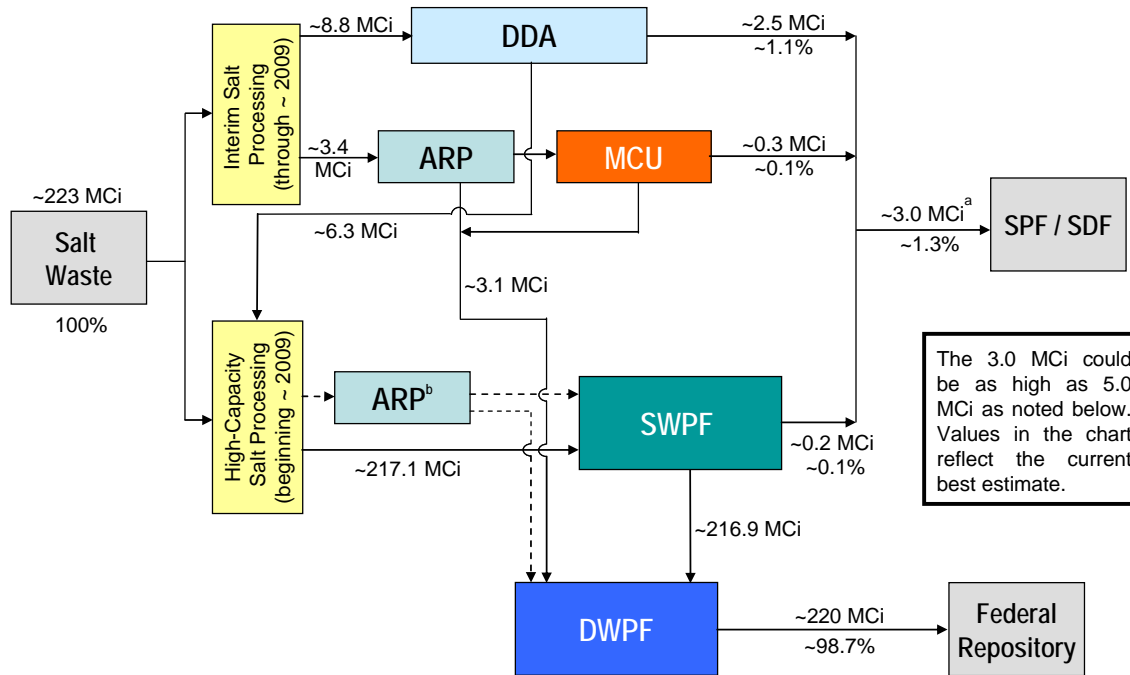 ~8.8 MCi
DDA
~2.5 MCi
~1.1%
Interim Salt
Processing
(through ~ 2009)
~3.4
MCi
ARP
MCU
~0.3 MCi
~0.1%
~223 MCi
Salt
Waste
100%
~6.3 MCi
~3.0 MCiᵃ
~1.3%
SPF / SDF
~3.1 MCi
High-Capacity
Salt Processing
(beginning ~ 2009)
ARPᵇ
SWPF
~217.1 MCi
~0.2 MCi
~0.1%
The 3.0 MCi could
be as high as 5.0
MCi as noted below.
Values in the chart
reflect the current
best estimate.
~216.9 MCi
DWPF
~220 MCi
~98.7%
Federal
Repository